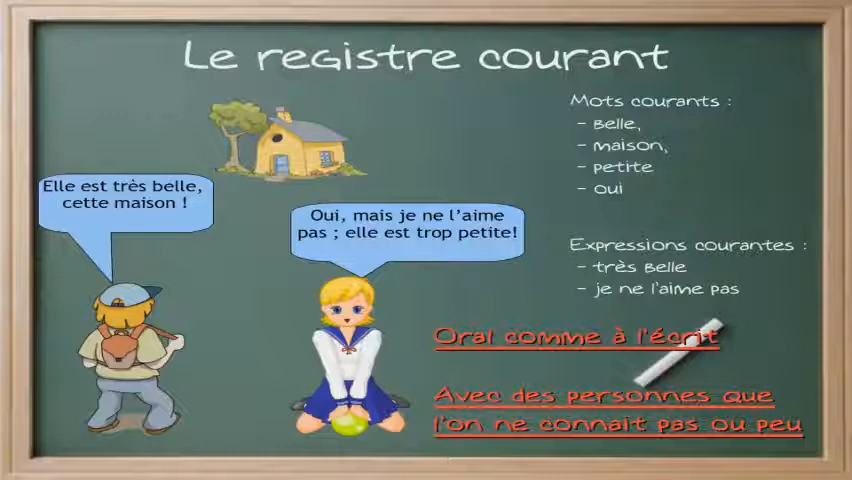 Le registre courant
Mots courants :
- Belle,
- maison,
- petite
- oui
Elle est très belle,
cette maison !
Oui, mais je ne l'aime
pas ; elle est trop petite!
Expressions courantes :
- très belle
- je ne l'aime pas
Oral comme à l'écrit
Avec des personnes que
l'on ne connait pas ou peu